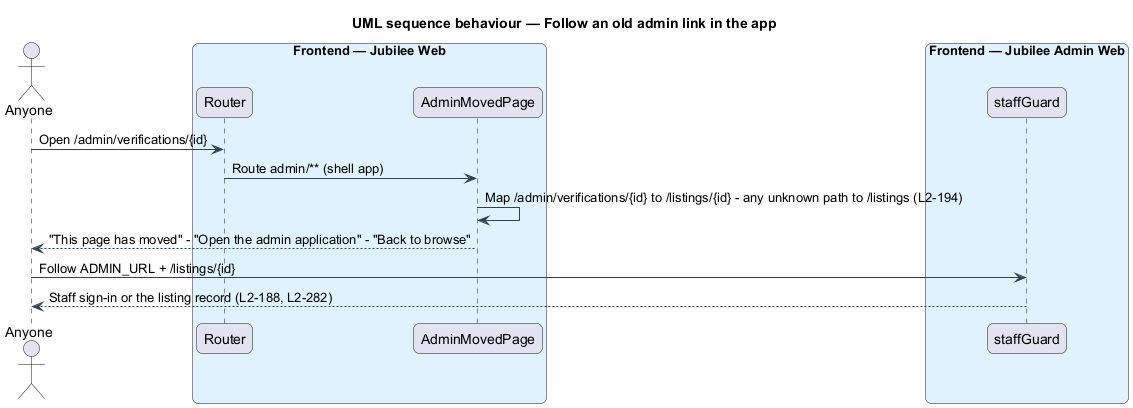 UML sequence behaviour — Follow an old admin link in the app
Frontend — Jubilee Web
Frontend — Jubilee Admin Web
Anyone
Router
AdminMovedPage
staffGuard
Open /admin/verifications/{id}
Route admin/** (shell app)
Map /admin/verifications/{id} to /listings/{id} - any unknown path to /listings (L2-194)
"This page has moved" - "Open the admin application" - "Back to browse"
Follow ADMIN_URL + /listings/{id}
Staff sign-in or the listing record (L2-188, L2-282)
Anyone
Router
AdminMovedPage
staffGuard